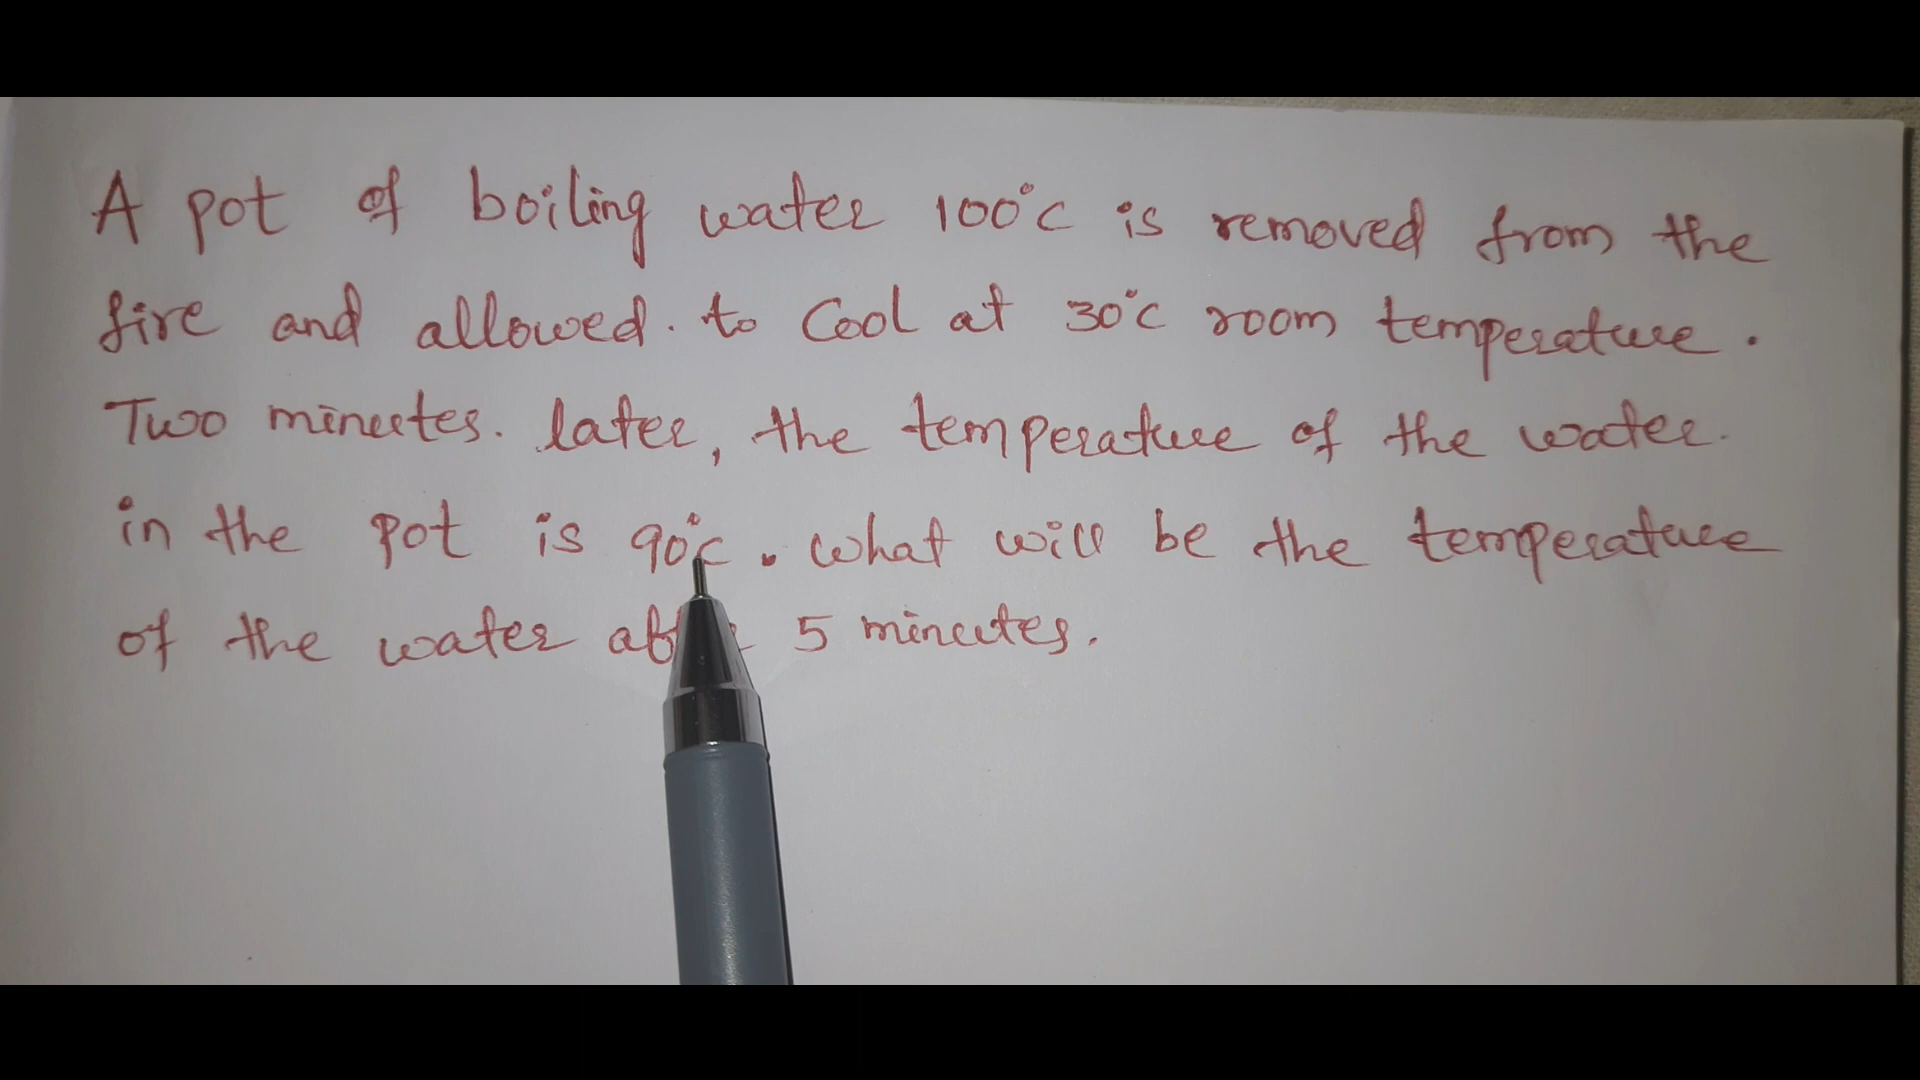 A pot of boiling water 100°C is removed from the
fire and allowed. to Cool at 30°C room temperature.
Two minutes. later, the temperature of the water.
in the pot is 90°C. What will be the temperature
of the water 5 minutes.